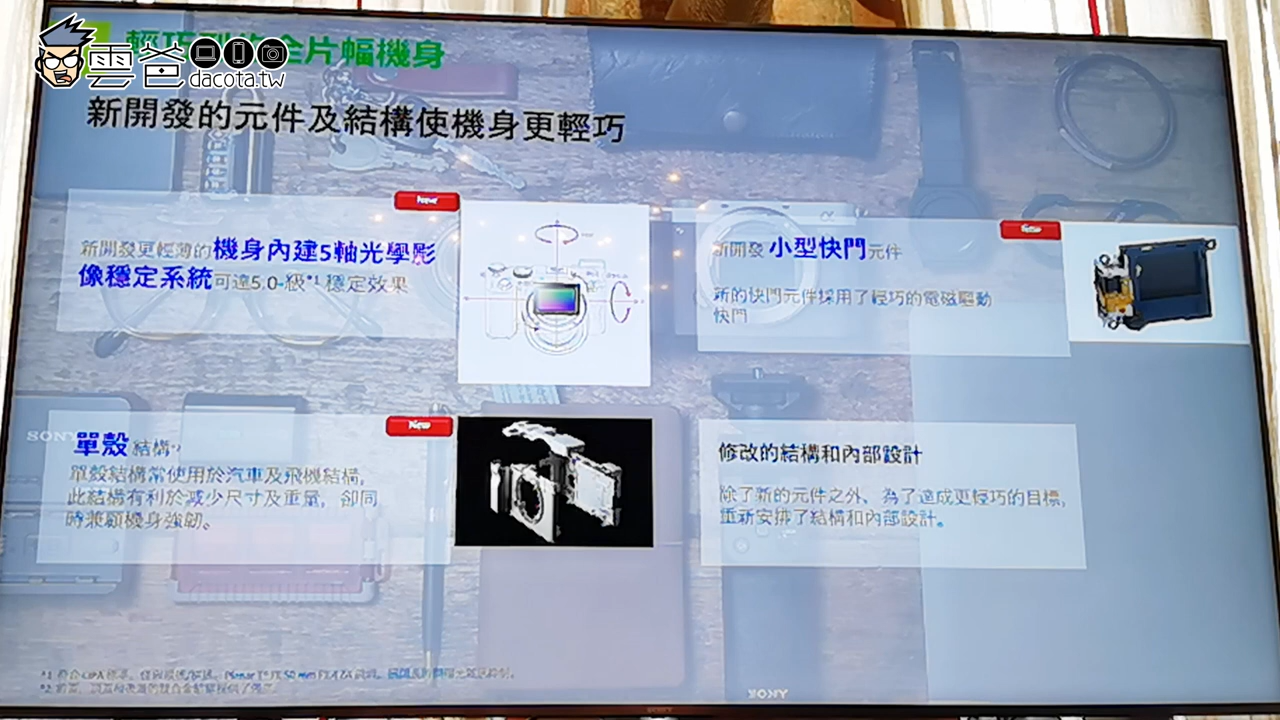 雲爸
dacota.tw
全片幅機身
新開發的元件及結構使機身更輕巧
New
新開發更輕薄的機身內建5軸光學影
像穩定系統可達5.0-級*1 穩定效果
新開發 小型快門元件
新的快門元件採用了輕巧的電磁驅動
快門
New
單殼 結構*2
單殼結構常使用於汽車及飛機結構,
此結構有利於減少尺寸及重量, 卻同
時兼顧機身強韌。
修改的結構和內部設計
除了新的元件之外、為了達成更輕巧的目標,
重新安排了結構和內部設計。
SONY
SONY